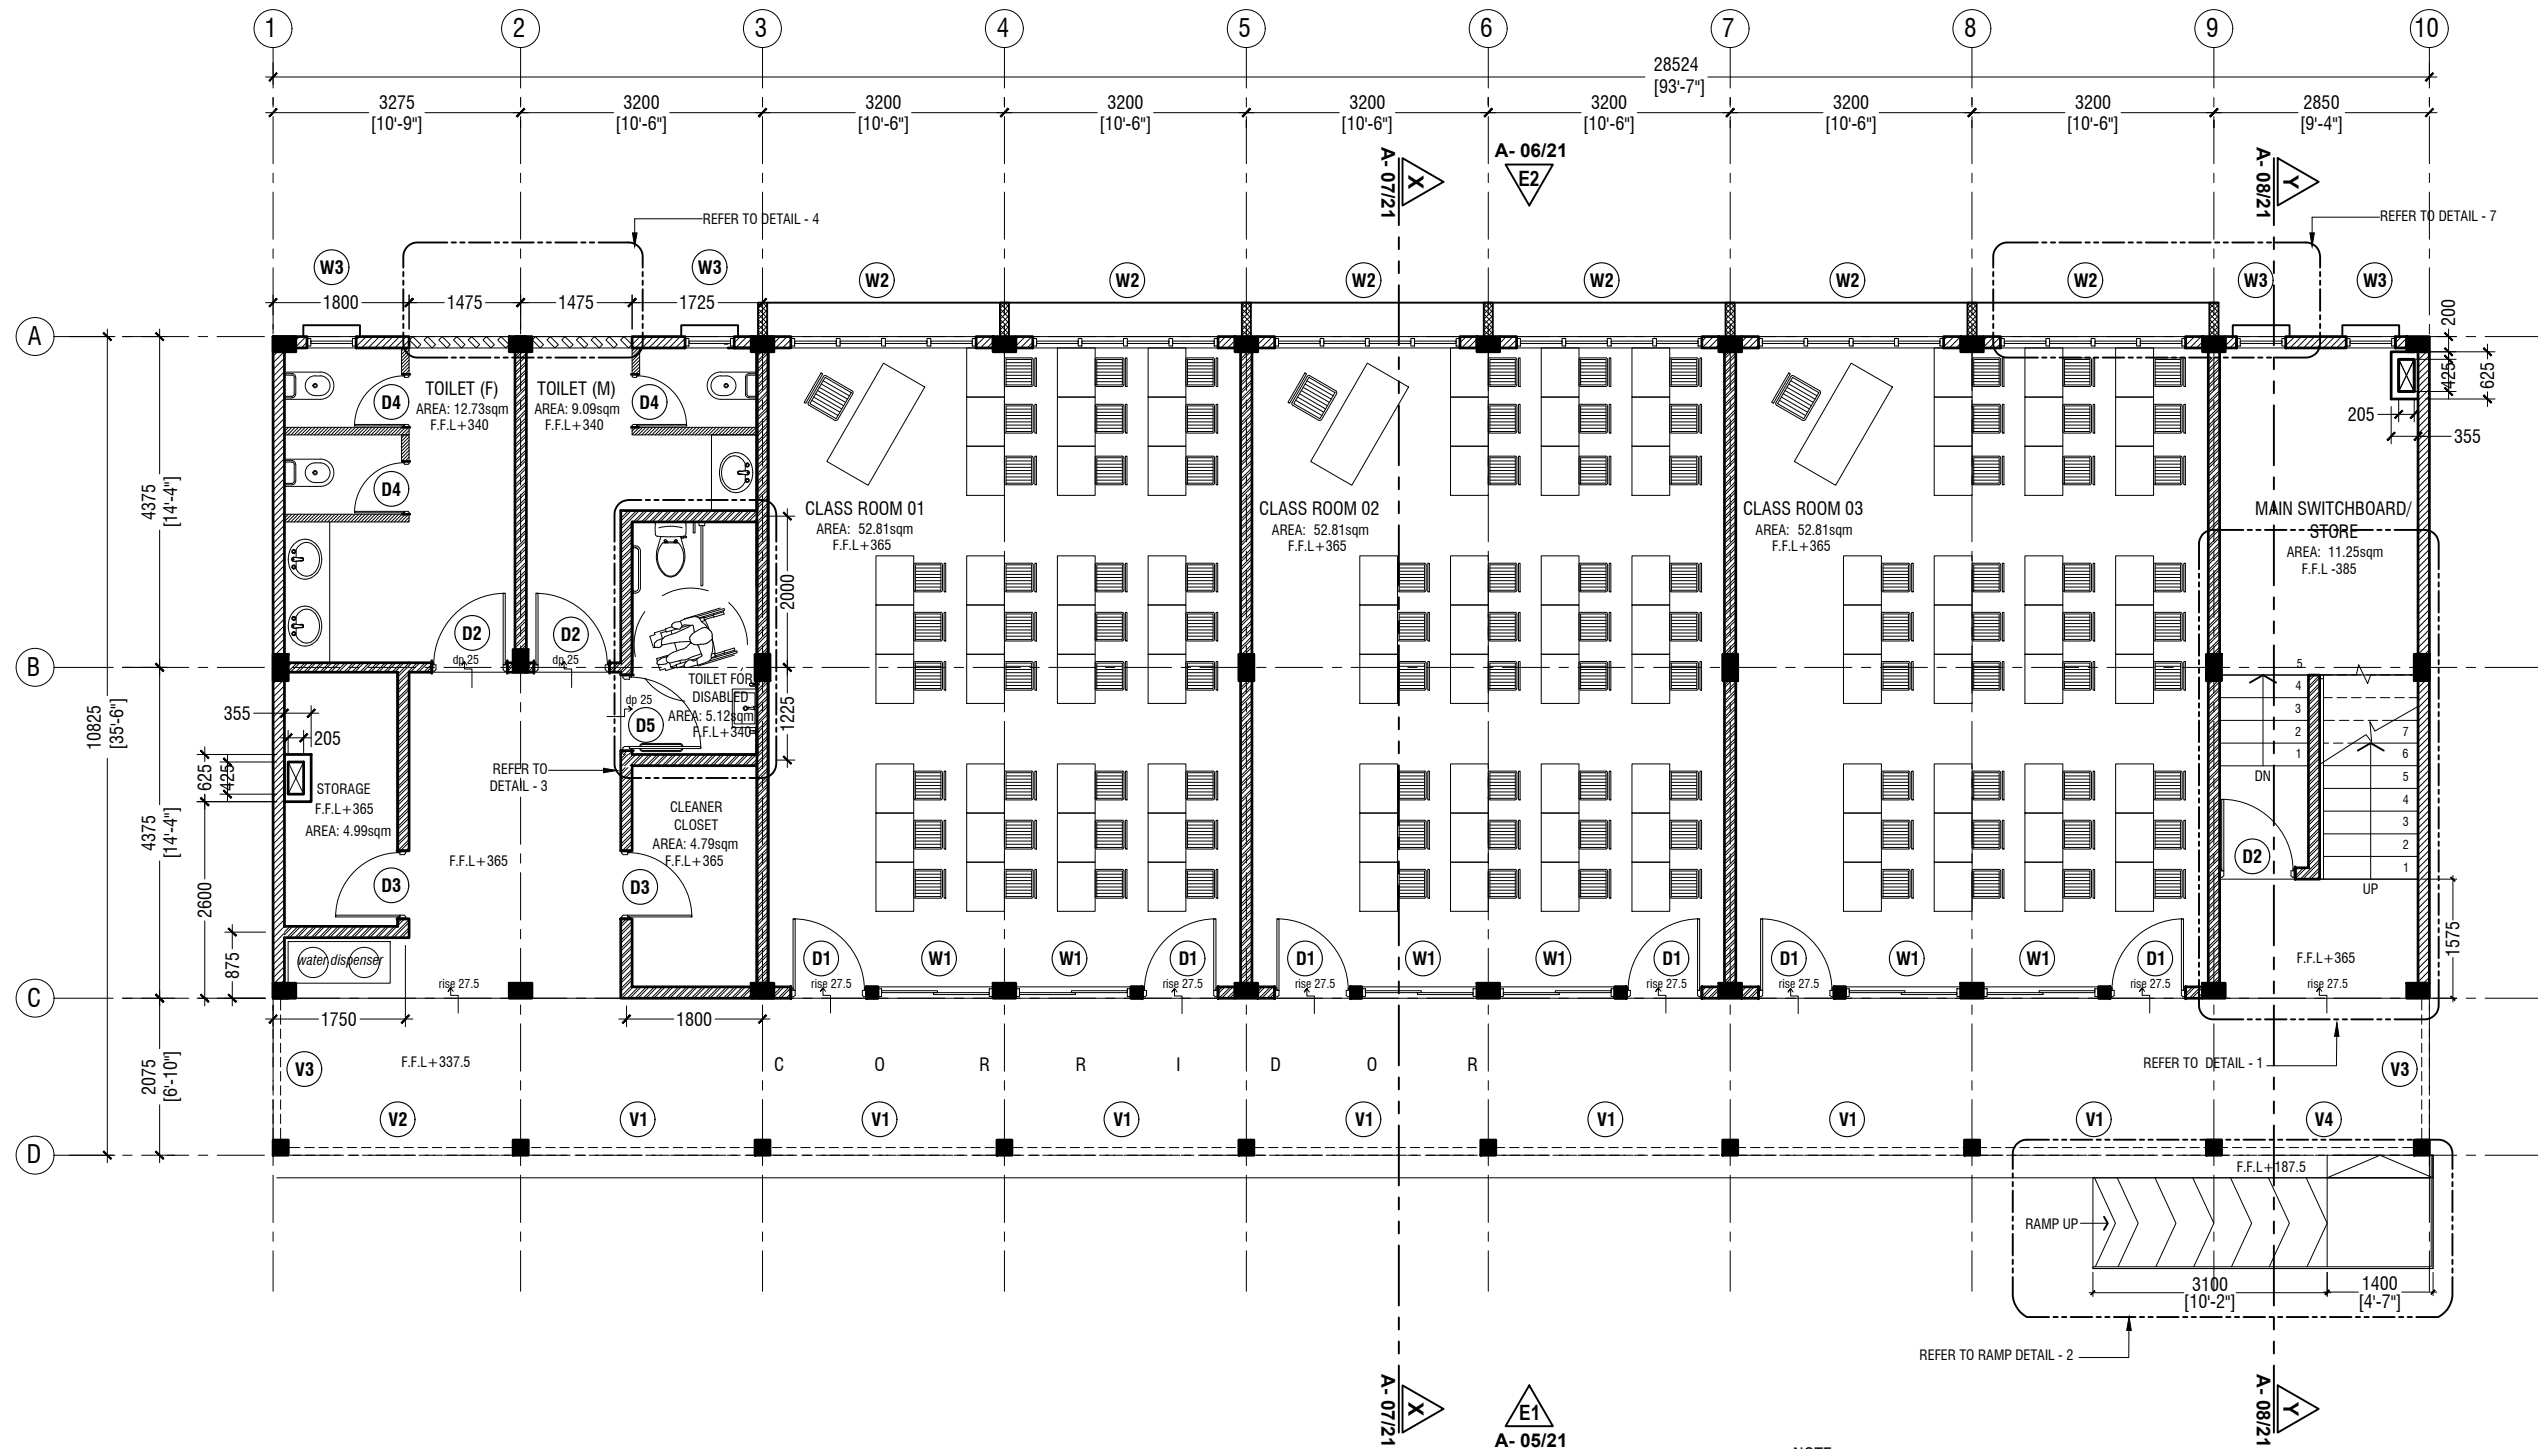 1 2 3 4 5 6 7 8 9 10
28524
[93'-7"]
3275 3200 3200 3200 3200 3200 3200 3200 2850
[10'-9"] [10'-6"] [10'-6"] [10'-6"] [10'-6"] [10'-6"] [10'-6"] [10'-6"] [9'-4"]
A- 07/21
X
A- 06/21
E2
A- 08/21
Y
REFER TO DETAIL - 4
REFER TO DETAIL - 7
W3 W3 W2 W2 W2 W2 W2 W2 W3 W3
1800 1475 1475 1725
200
A
425
625
205
355
TOILET (F)
AREA: 12.73sqm
F.F.L+340
TOILET (M)
AREA: 9.09sqm
F.F.L+340
D4 D4
D4
4375
[14'-4"]
CLASS ROOM 01
AREA: 52.81sqm
F.F.L+365
CLASS ROOM 02
AREA: 52.81sqm
F.F.L+365
CLASS ROOM 03
AREA: 52.81sqm
F.F.L+365
MAIN SWITCHBOARD/
STORE
AREA: 11.25sqm
F.F.L -385
2000
D2 D2
dp 25 dp 25
B
TOILET FOR
DISABLED
AREA: 5.12sqm
F.F.L+340
dp 25
D5
1225
10825
[35'-6"]
355
205
625
425
STORAGE
F.F.L+365
AREA: 4.99sqm
REFER TO
DETAIL - 3
CLEANER
CLOSET
AREA: 4.79sqm
F.F.L+365
F.F.L+365
4375
[14'-4"]
2600
D3 D3
5
4
3
2
1
DN
7
6
5
4
3
2
1
UP
D2
875
water dispenser
D1 W1 W1 D1 D1 W1 W1 D1 D1 W1 W1 D1
F.F.L+365
1575
rise 27.5 rise 27.5 rise 27.5 rise 27.5 rise 27.5 rise 27.5 rise 27.5 rise 27.5
C
1750 1800
2075
[6'-10"]
V3
F.F.L+337.5
C O R R I D O R
REFER TO DETAIL - 1
V3
V2 V1 V1 V1 V1 V1 V1 V1 V4
D
F.F.L+187.5
RAMP UP
3100 1400
[10'-2"] [4'-7"]
REFER TO RAMP DETAIL - 2
A- 07/21
X
E1
A- 05/21
A- 08/21
Y